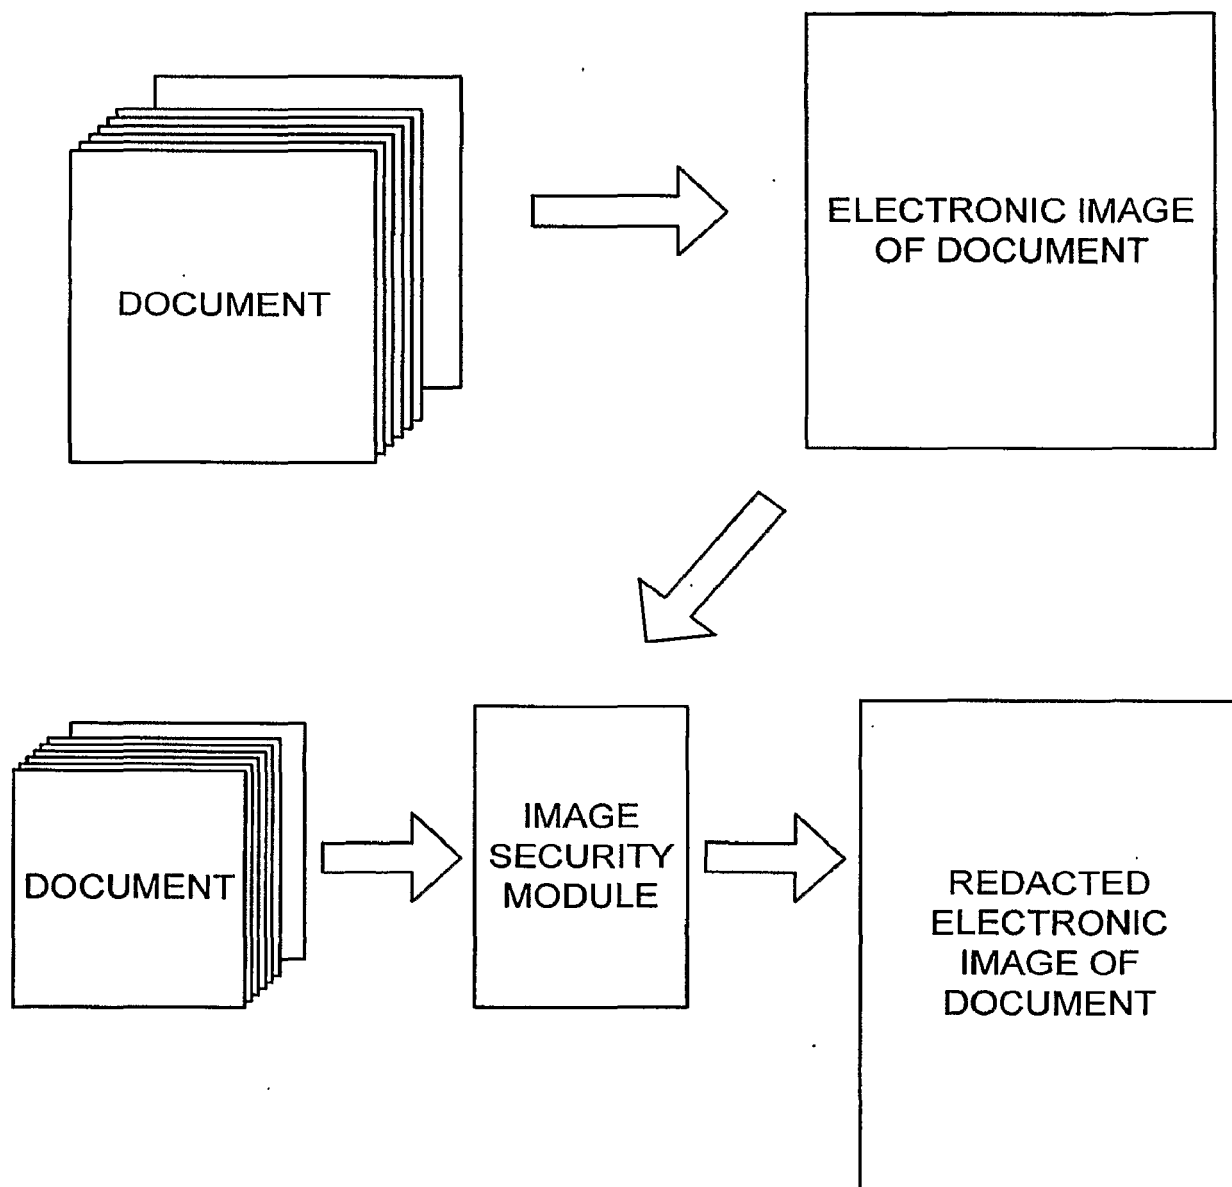 DOCUMENT
ELECTRONIC IMAGE
OF DOCUMENT
DOCUMENT
IMAGE
SECURITY
MODULE
REDACTED
ELECTRONIC
IMAGE OF
DOCUMENT